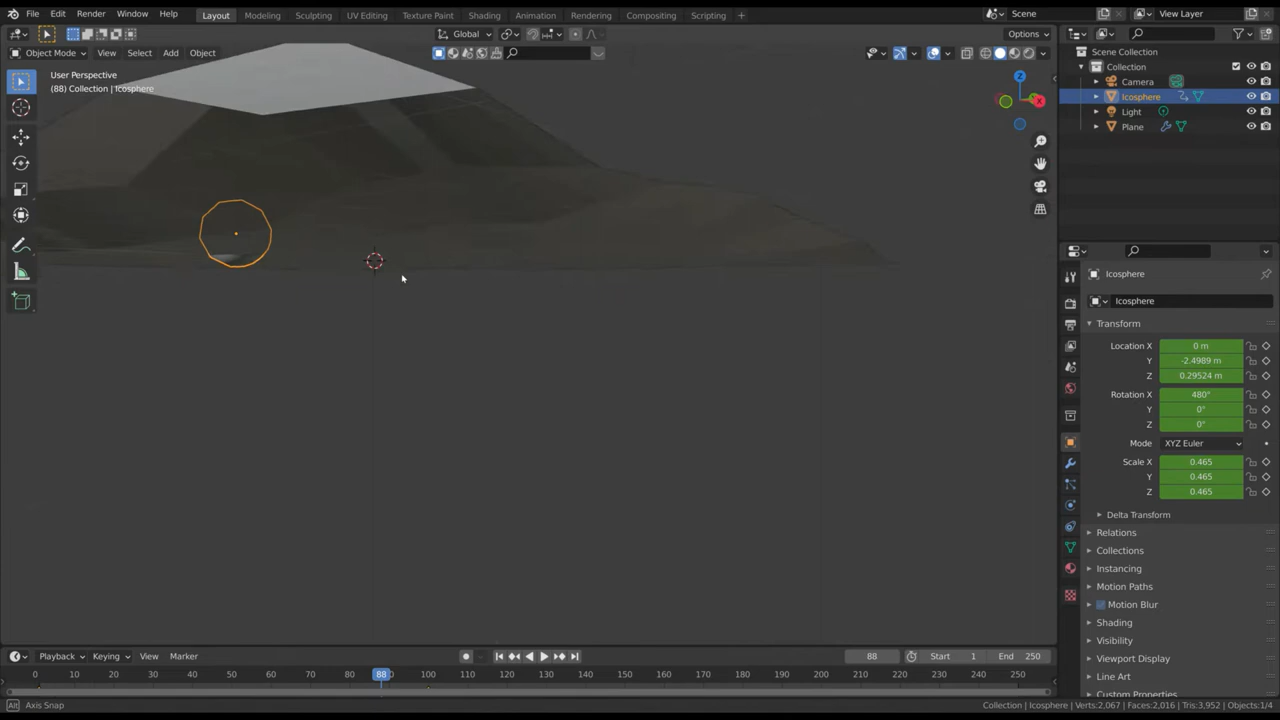 File Edit Render Window Help Layout Modeling Sculpting UV Editing Texture Paint Shading Animation Rendering Compositing Scripting + Scene View Layer
Global Options
Object Mode View Select Add Object
User Perspective
(88) Collection | Icosphere
Z
X
Scene Collection
Collection
Camera
Icosphere
Light
Plane
Icosphere
Icosphere
Transform
Location X 0 m
Y -2.4989 m
Z 0.29524 m
Rotation X 480°
Y 0°
Z 0°
Mode XYZ Euler
Scale X 0.465
Y 0.465
Z 0.465
Delta Transform
Relations
Collections
Instancing
Motion Paths
Motion Blur
Shading
Visibility
Viewport Display
Line Art
Custom Properties
Playback Keying View Marker 88 Start 1 End 250
0 10 20 30 40 50 60 70 80 88 100 110 120 130 140 150 160 170 180 190 200 210 220 230 240 250
Alt Axis Snap Collection | Icosphere | Verts:2,067 | Faces:2,016 | Tris:3,952 | Objects:1/4